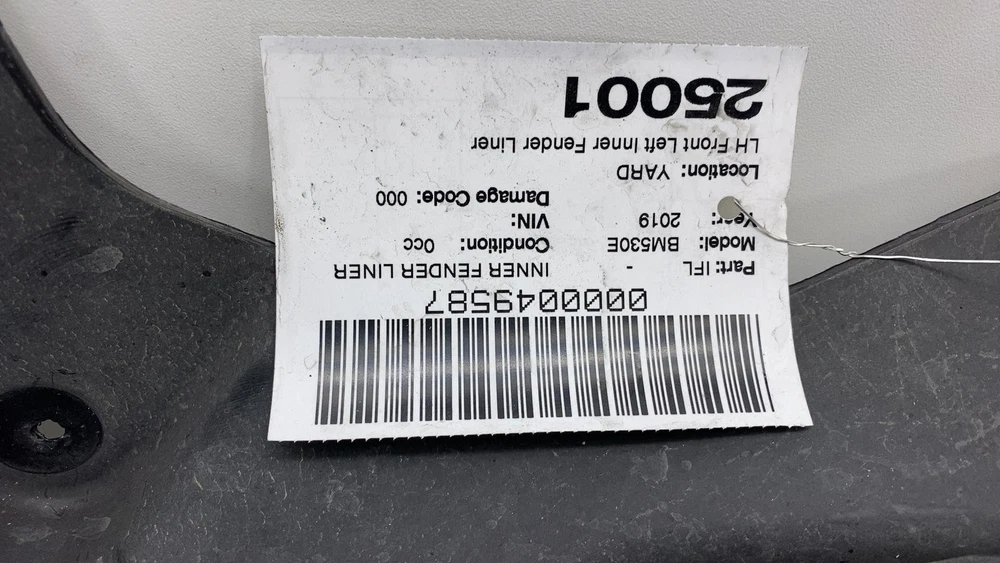 0000049587
Part: IFL - INNER FENDER LINER
Model: BM530E Condition: 0cc
Year: 2019 VIN:
Damage Code: 000
Location: YARD
LH Front Left Inner Fender Liner
25001